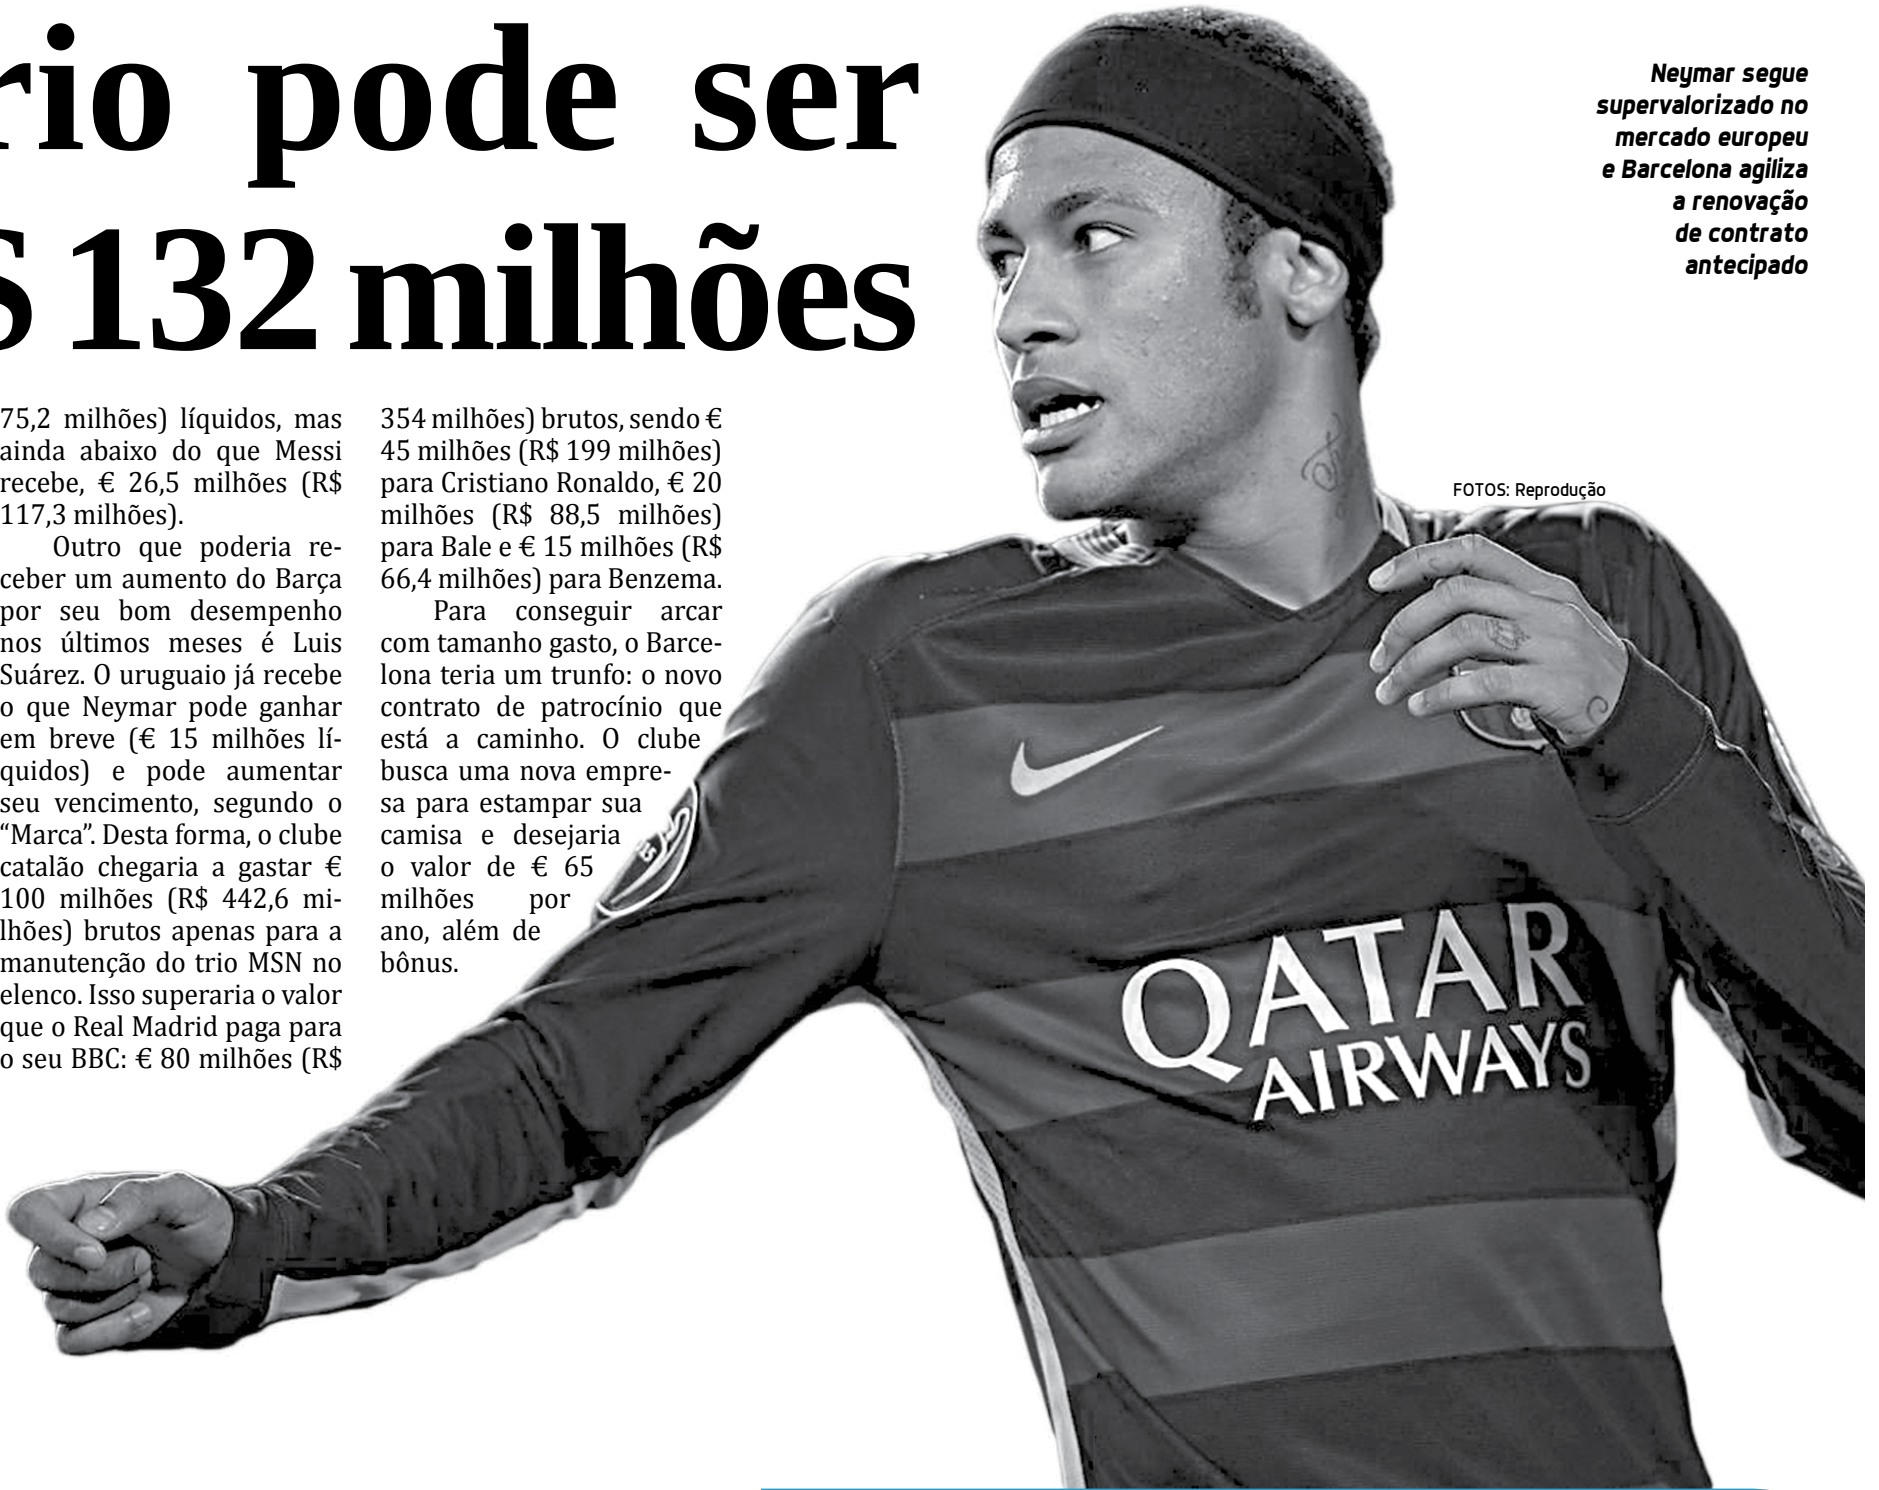 rio pode ser
$ 132 milhões
75,2 milhões) líquidos, mas
ainda abaixo do que Messi
recebe, € 26,5 milhões (R$
117,3 milhões).
Outro que poderia re-
ceber um aumento do Barça
por seu bom desempenho
nos últimos meses é Luis
Suárez. O uruguaio já recebe
o que Neymar pode ganhar
em breve (€ 15 milhões lí-
quidos) e pode aumentar
seu vencimento, segundo o
“Marca”. Desta forma, o clube
catalão chegaria a gastar €
100 milhões (R$ 442,6 mi-
lhões) brutos apenas para a
manutenção do trio MSN no
elenco. Isso superaria o valor
que o Real Madrid paga para
o seu BBC: € 80 milhões (R$
354 milhões) brutos, sendo €
45 milhões (R$ 199 milhões)
para Cristiano Ronaldo, € 20
milhões (R$ 88,5 milhões)
para Bale e € 15 milhões (R$
66,4 milhões) para Benzema.
Para conseguir arcar
com tamanho gasto, o Barce-
lona teria um trunfo: o novo
contrato de patrocínio que
está a caminho. O clube
busca uma nova empre-
sa para estampar sua
camisa e desejaria
o valor de € 65
milhões por
ano, além de
bônus.
Neymar segue
supervalorizado no
mercado europeu
e Barcelona agiliza
a renovação
de contrato
antecipado
FOTOS: Reprodução
QATAR
AIRWAYS